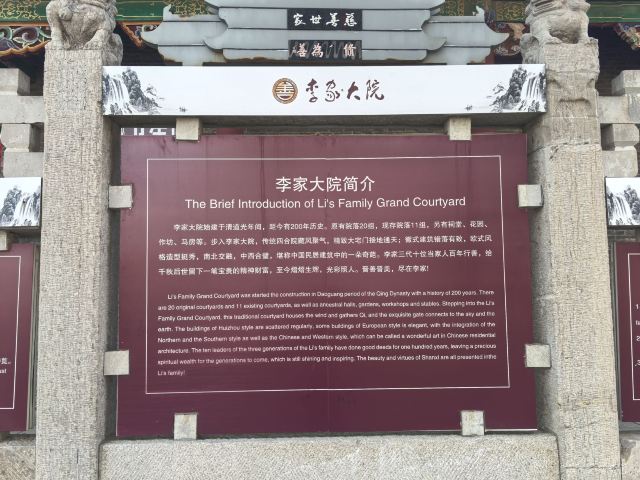 慈善世家
脩為善
善 李家大院
李家大院简介
The Brief Introduction of Li's Family Grand Courtyard
李家大院始建于清道光年间，距今有200年历史。原有院落20组，现存院落11组，另有祠堂、花园、
作坊、马房等。步入李家大院，传统四合院藏风聚气，精致大宅门接地通天；徽式建筑错落有致，欧式风
格造型挺秀，南北交融，中西合璧，堪称中国民居建筑中的一朵奇葩。李家三代十位当家人百年行善，给
千秋后世留下一笔宝贵的精神财富，至今熠熠生辉，光彩照人。晋善晋美，尽在李家！
Li's Family Grand Courtyard was started the construction in Daoguang period of the Qing Dynasty with a history of 200 years. There
are 20 original courtyards and 11 existing courtyards, as well as ancestral halls, gardens, workshops and stables. Stepping into the Li's
Family Grand Courtyard, this traditional courtyard houses the wind and gathers Qi, and the exquisite gate connects to the sky and the
earth. The buildings of Huizhou style are scattered regularly, some buildings of European style is elegant, with the integration of the
Northern and the Southern style as well as the Chinese and Western style, which can be called a wonderful art in Chinese residential
architecture. The ten leaders of the three generations of the Li's family have done good deeds for one hundred years, leaving a precious
spiritual wealth for the generations to come, which is still shining and inspiring. The beauty and virtues of Shanxi are all presented inthe
Li's family!